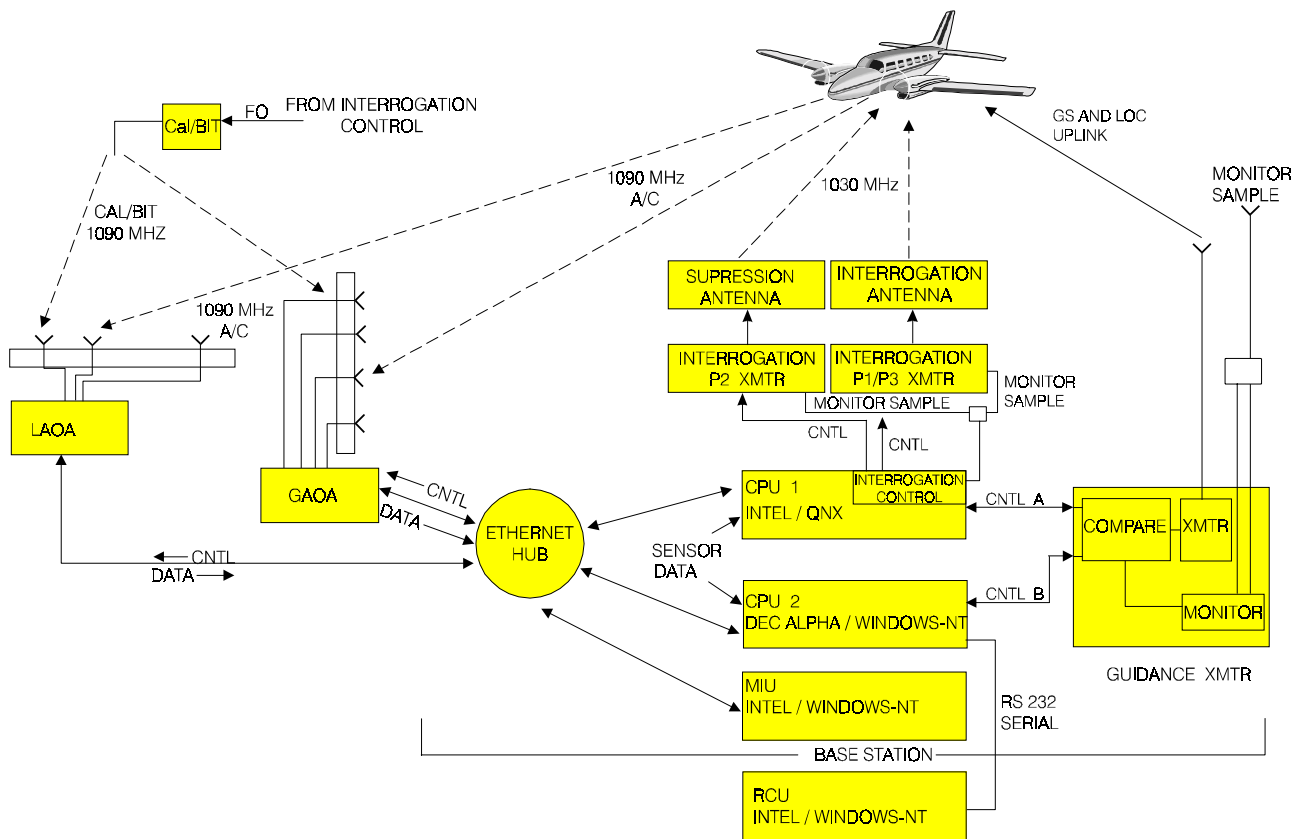 FROM INTERROGATION
CONTROL
FO
Cal/BIT
GS AND LOC
UPLINK
MONITOR
SAMPLE
1090 MHz
A/C
1030 MHz
CAL/BIT
1090 MHZ
SUPRESSION
ANTENNA
INTERROGATION
ANTENNA
1090 MHz
A/C
INTERROGATION
P2 XMTR
INTERROGATION
P1/P3 XMTR
MONITOR
SAMPLE
MONITOR SAMPLE
CNTL
CNTL
LAOA
GAOA
CNTL
DATA
ETHERNET
HUB
CPU 1
INTEL / QNX
INTERROGATION
CONTROL
CNTL A
COMPARE
XMTR
MONITOR
GUIDANCE XMTR
CNTL
DATA
SENSOR
DATA
CPU 2
DEC ALPHA / WINDOWS-NT
CNTL B
MIU
INTEL / WINDOWS-NT
RS 232
SERIAL
BASE STATION
RCU
INTEL / WINDOWS-NT